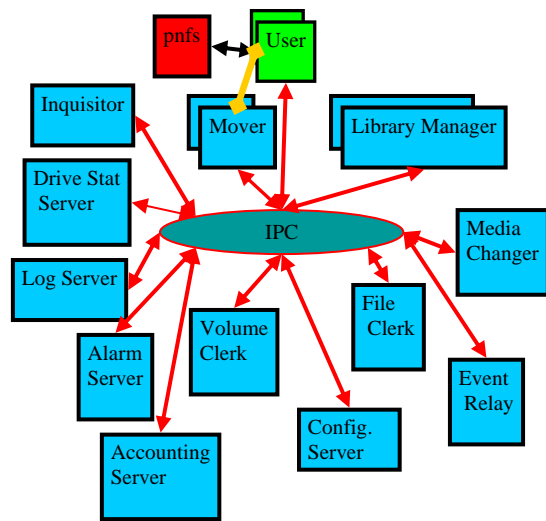 pnfs
User
Inquisitor
Mover
Library Manager
Drive Stat
Server
IPC
Media
Changer
Log Server
File
Clerk
Volume
Clerk
Alarm
Server
Event
Relay
Config.
Server
Accounting
Server